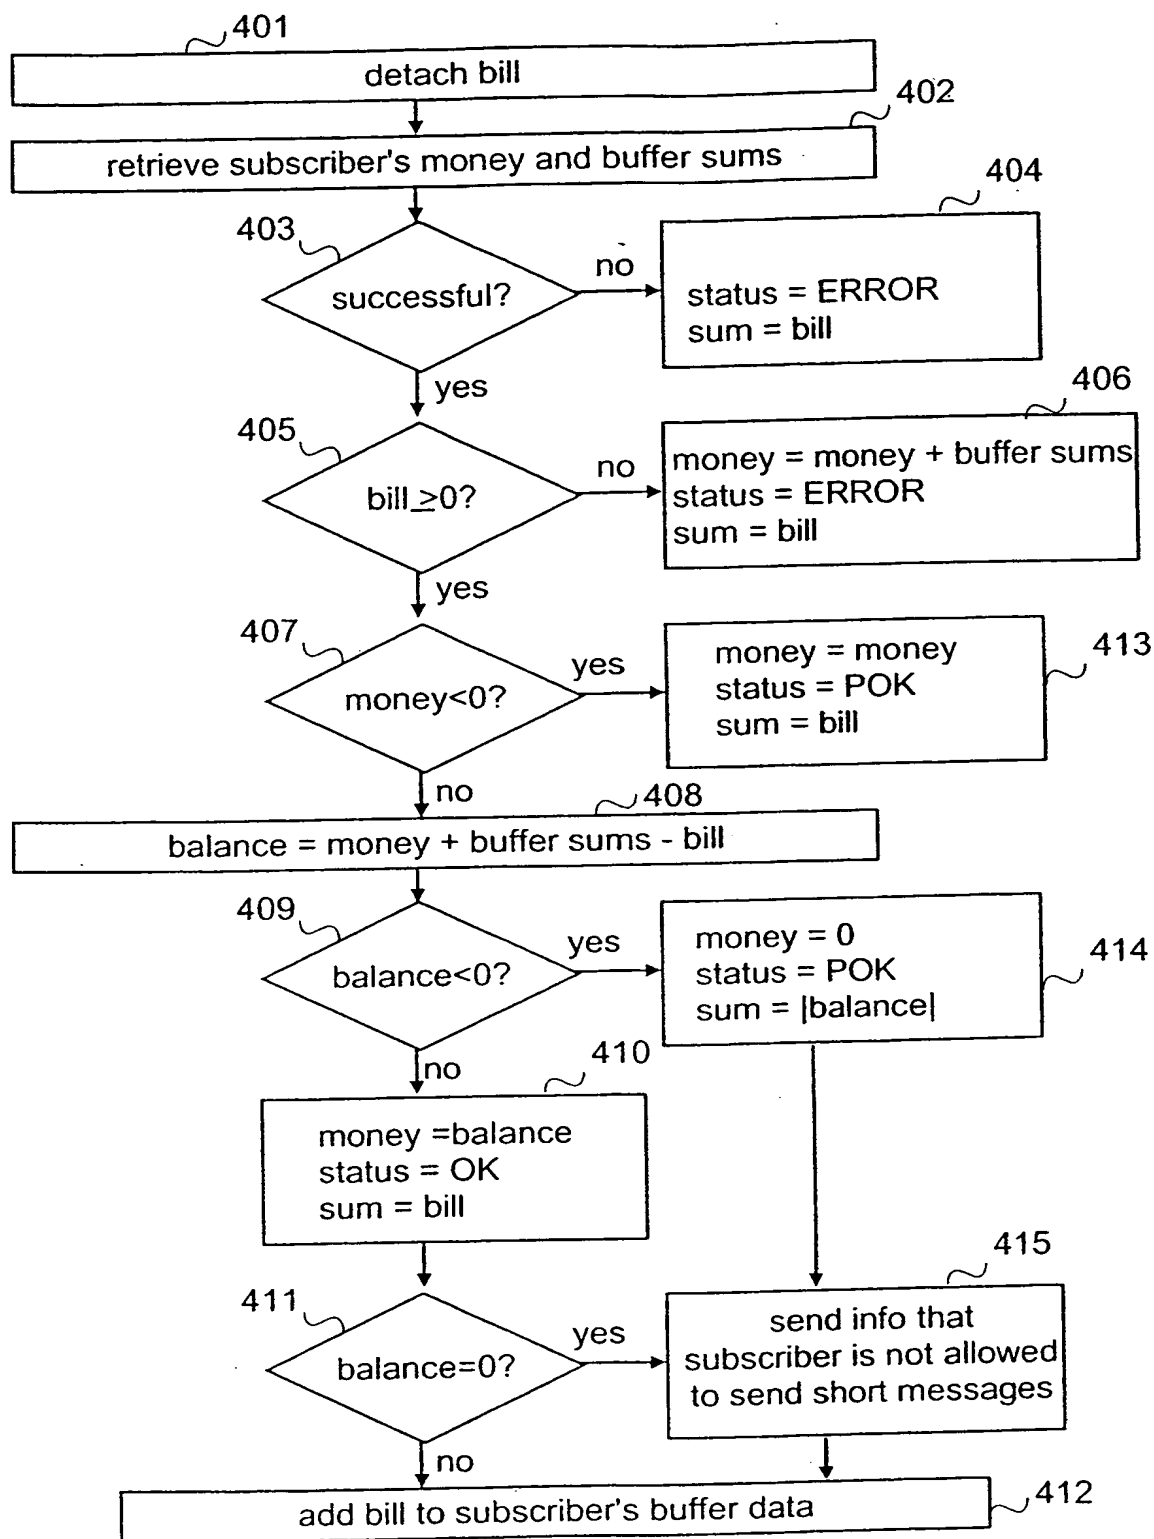 401
detach bill
402
retrieve subscriber's money and buffer sums
403
successful?
no
404
status = ERROR
sum = bill
yes
405
bill ≥0?
no
406
money = money + buffer sums
status = ERROR
sum = bill
yes
407
money<0?
yes
413
money = money
status = POK
sum = bill
no
408
balance = money + buffer sums - bill
409
balance<0?
yes
414
money = 0
status = POK
sum = |balance|
no
410
money =balance
status = OK
sum = bill
411
balance=0?
yes
415
send info that
subscriber is not allowed
to send short messages
no
add bill to subscriber's buffer data
412